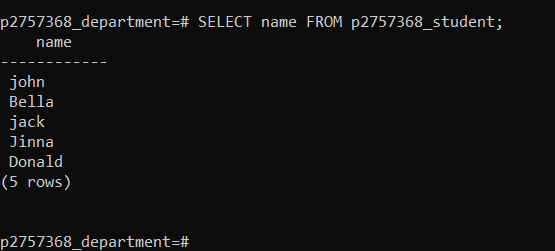 p2757368_department=# SELECT name FROM p2757368_student;
name
------------
john
Bella
jack
Jinna
Donald
(5 rows)
p2757368_department=#